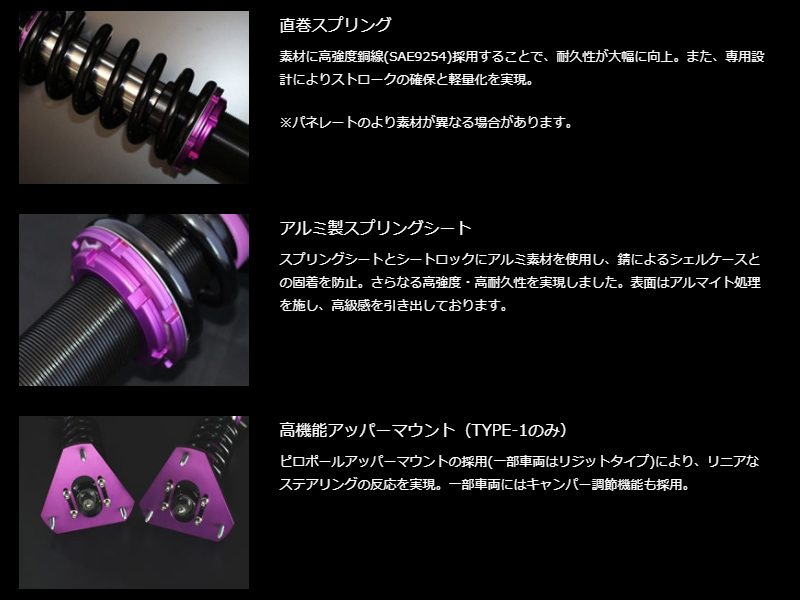 直巻スプリング
素材に高強度鋼線(SAE9254)採用することで、耐久性が大幅に向上。また、専用設
計によりストロークの確保と軽量化を実現。
※バネレートのより素材が異なる場合があります。
アルミ製スプリングシート
スプリングシートとシートロックにアルミ素材を使用し、錆によるシェルケースと
の固着を防止。さらなる高強度・高耐久性を実現しました。表面はアルマイト処理
を施し、高級感を引き出しております。
高機能アッパーマウント（TYPE-1のみ）
ピロボールアッパーマウントの採用(一部車両はリジットタイプ)により、リニアな
ステアリングの反応を実現。一部車両にはキャンバー調節機能も採用。